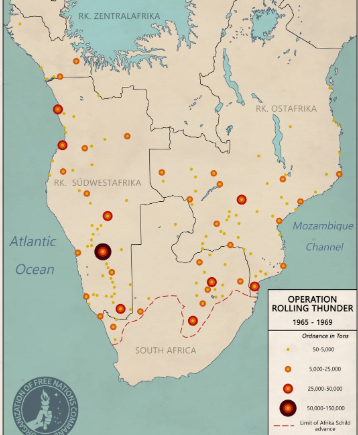 RK. ZENTRALAFRIKA
RK. OSTAFRIKA
RK. SÜDWESTAFRIKA
Atlantic
Ocean
Mozambique
Channel
SOUTH AFRICA
OPERATION
ROLLING THUNDER
1965 - 1969
Ordnance in Tons
50-5,000
5,000-25,000
25,000-50,000
50,000-150,000
Limit of Afrika Schild
advance
ORGANIZATION OF FREE NATIONS COMMAND